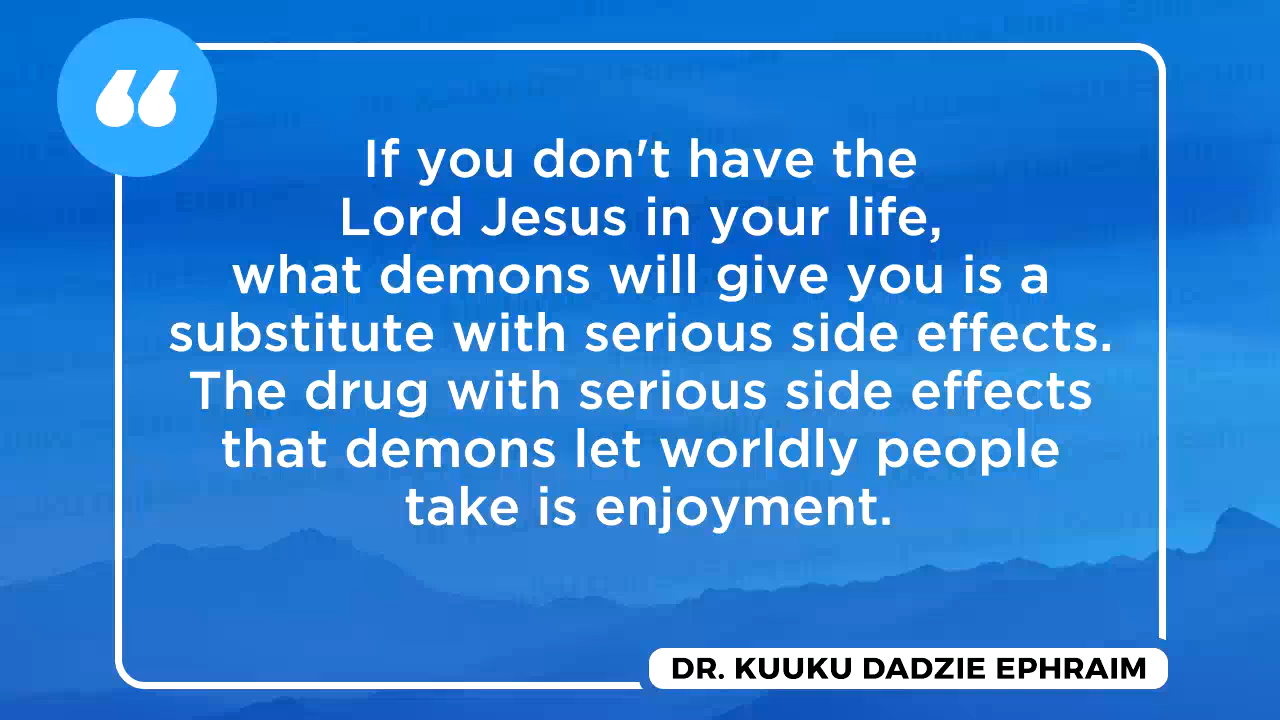 If you don't have the
Lord Jesus in your life,
what demons will give you is a
substitute with serious side effects.
The drug with serious side effects
that demons let worldly people
take is enjoyment.
DR. KUUKU DADZIE EPHRAIM